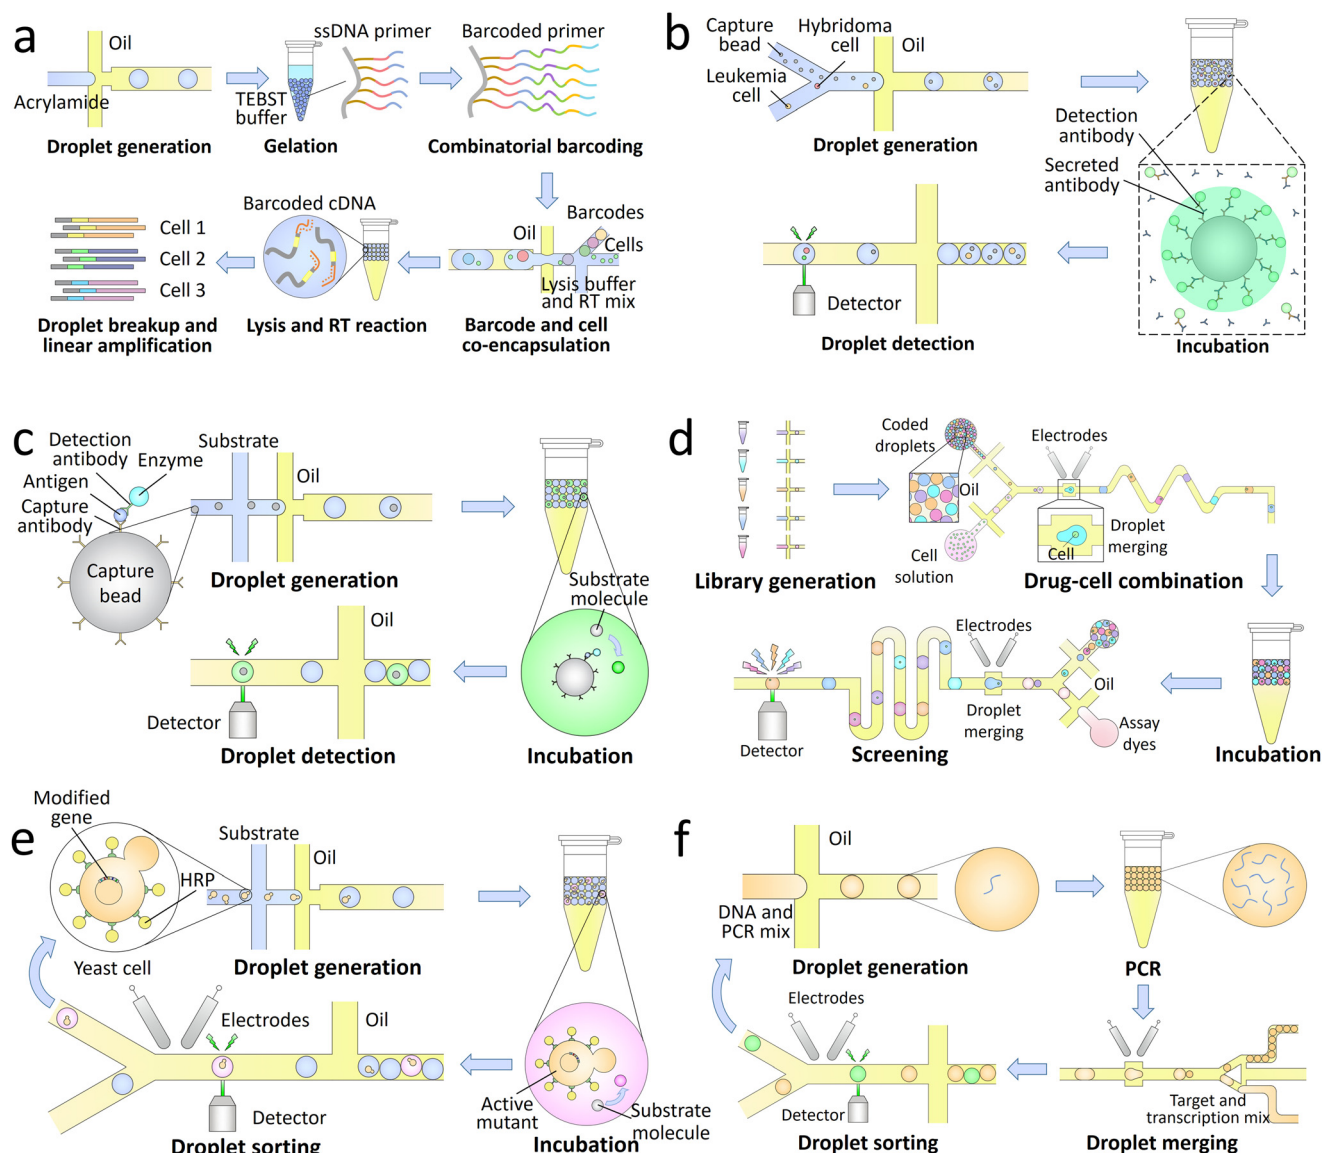 a
Oil
Acrylamide
Droplet generation
TEBST
buffer
Gelation
ssDNA primer
Barcoded primer
Combinatorial barcoding
Barcodes
Cells
Oil
Lysis buffer
and RT mix
Barcode and cell
co-encapsulation
Barcoded cDNA
Lysis and RT reaction
Cell 1
Cell 2
Cell 3
Droplet breakup and
linear amplification
b
Capture
bead
Hybridoma
cell
Oil
Leukemia
cell
Droplet generation
Detection
antibody
Secreted
antibody
Incubation
Detector
Droplet detection
c
Detection
antibody
Enzyme
Antigen
Capture
antibody
Capture
bead
Substrate
Oil
Droplet generation
Substrate
molecule
Incubation
Oil
Detector
Droplet detection
d
Library generation
Coded
droplets
Oil
Cell
solution
Electrodes
Cell
Droplet
merging
Drug-cell combination
Incubation
Oil
Assay
dyes
Electrodes
Droplet
merging
Screening
Detector
e
Modified
gene
HRP
Yeast cell
Substrate
Oil
Droplet generation
Active
mutant
Substrate
molecule
Incubation
Oil
Electrodes
Detector
Droplet sorting
f
Oil
DNA and
PCR mix
Droplet generation
PCR
Target and
transcription mix
Droplet merging
Electrodes
Detector
Droplet sorting